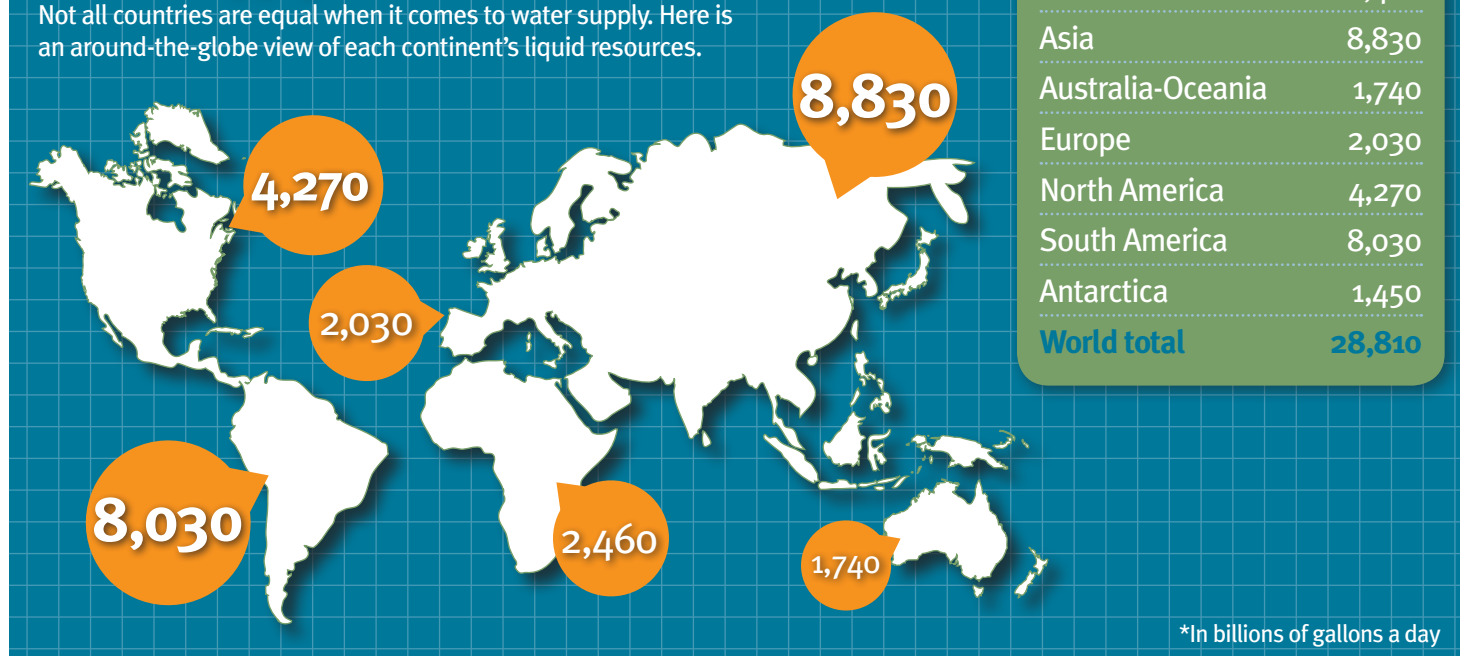 Not all countries are equal when it comes to water supply. Here is
an around-the-globe view of each continent's liquid resources.
8,830
4,270
2,030
8,030
2,460
1,740
Asia 8,830
Australia-Oceania 1,740
Europe 2,030
North America 4,270
South America 8,030
Antarctica 1,450
World total 28,810
*In billions of gallons a day